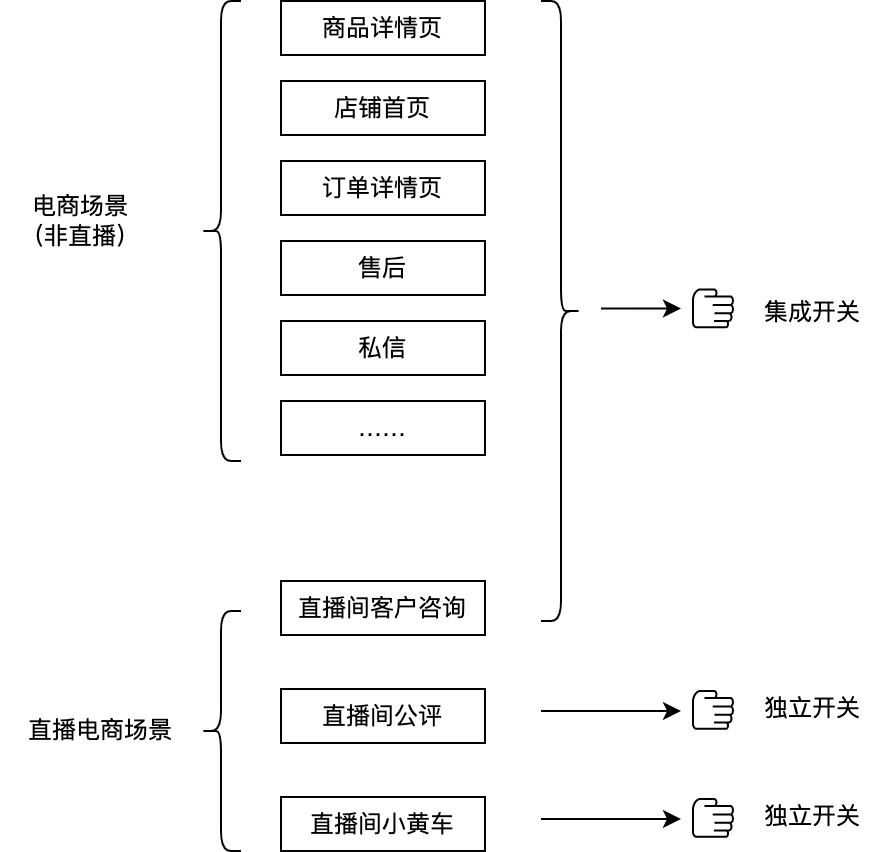 商品详情页
店铺首页
订单详情页
电商场景
(非直播)
售后
私信
……
集成开关
直播间客户咨询
直播电商场景
直播间公评
独立开关
直播间小黄车
独立开关